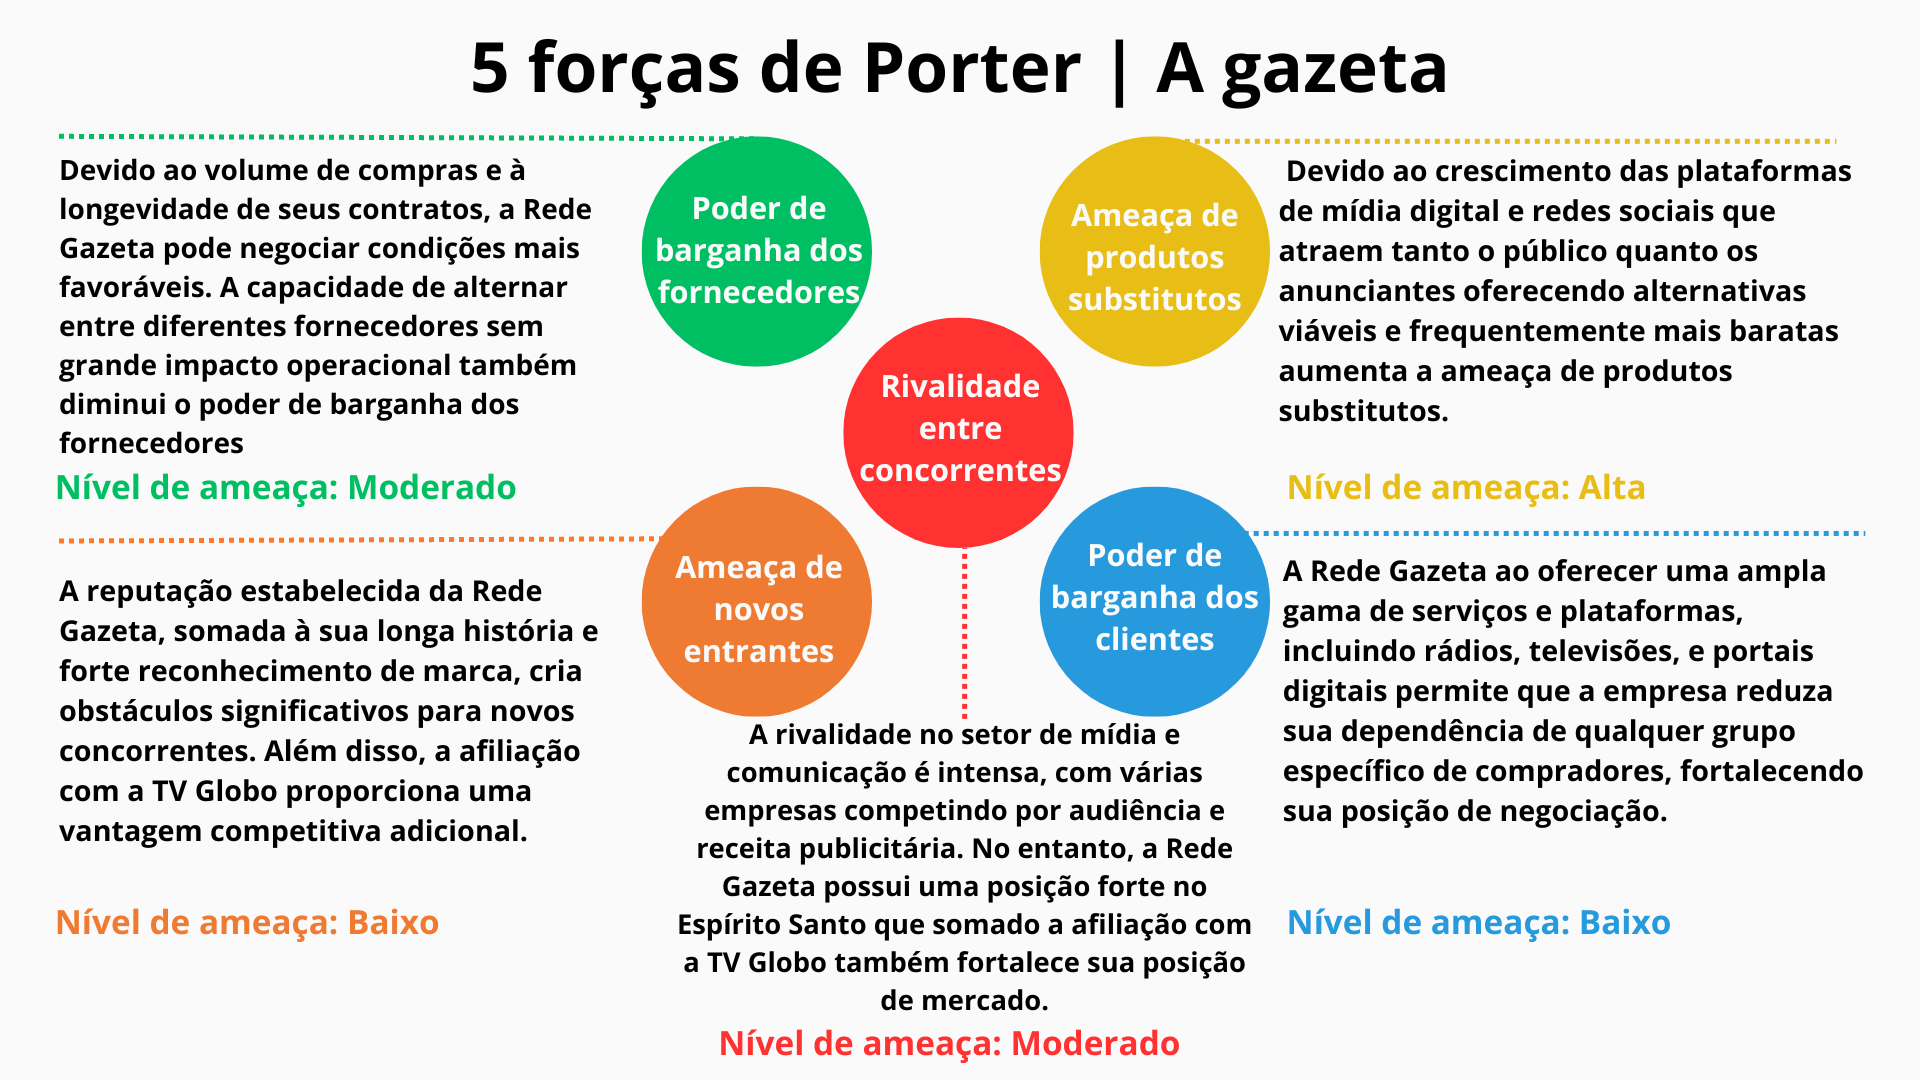 5 forças de Porter | A gazeta
Devido ao volume de compras e à
longevidade de seus contratos, a Rede
Gazeta pode negociar condições mais
favoráveis. A capacidade de alternar
entre diferentes fornecedores sem
grande impacto operacional também
diminui o poder de barganha dos
fornecedores
Nível de ameaça: Moderado
Poder de
barganha dos
fornecedores
Ameaça de
produtos
substitutos
Devido ao crescimento das plataformas
de mídia digital e redes sociais que
atraem tanto o público quanto os
anunciantes oferecendo alternativas
viáveis e frequentemente mais baratas
aumenta a ameaça de produtos
substitutos.
Nível de ameaça: Alta
Rivalidade
entre
concorrentes
A reputação estabelecida da Rede
Gazeta, somada à sua longa história e
forte reconhecimento de marca, cria
obstáculos significativos para novos
concorrentes. Além disso, a afiliação
com a TV Globo proporciona uma
vantagem competitiva adicional.
Nível de ameaça: Baixo
Ameaça de
novos
entrantes
Poder de
barganha dos
clientes
A Rede Gazeta ao oferecer uma ampla
gama de serviços e plataformas,
incluindo rádios, televisões, e portais
digitais permite que a empresa reduza
sua dependência de qualquer grupo
específico de compradores, fortalecendo
sua posição de negociação.
Nível de ameaça: Baixo
A rivalidade no setor de mídia e
comunicação é intensa, com várias
empresas competindo por audiência e
receita publicitária. No entanto, a Rede
Gazeta possui uma posição forte no
Espírito Santo que somado a afiliação com
a TV Globo também fortalece sua posição
de mercado.
Nível de ameaça: Moderado